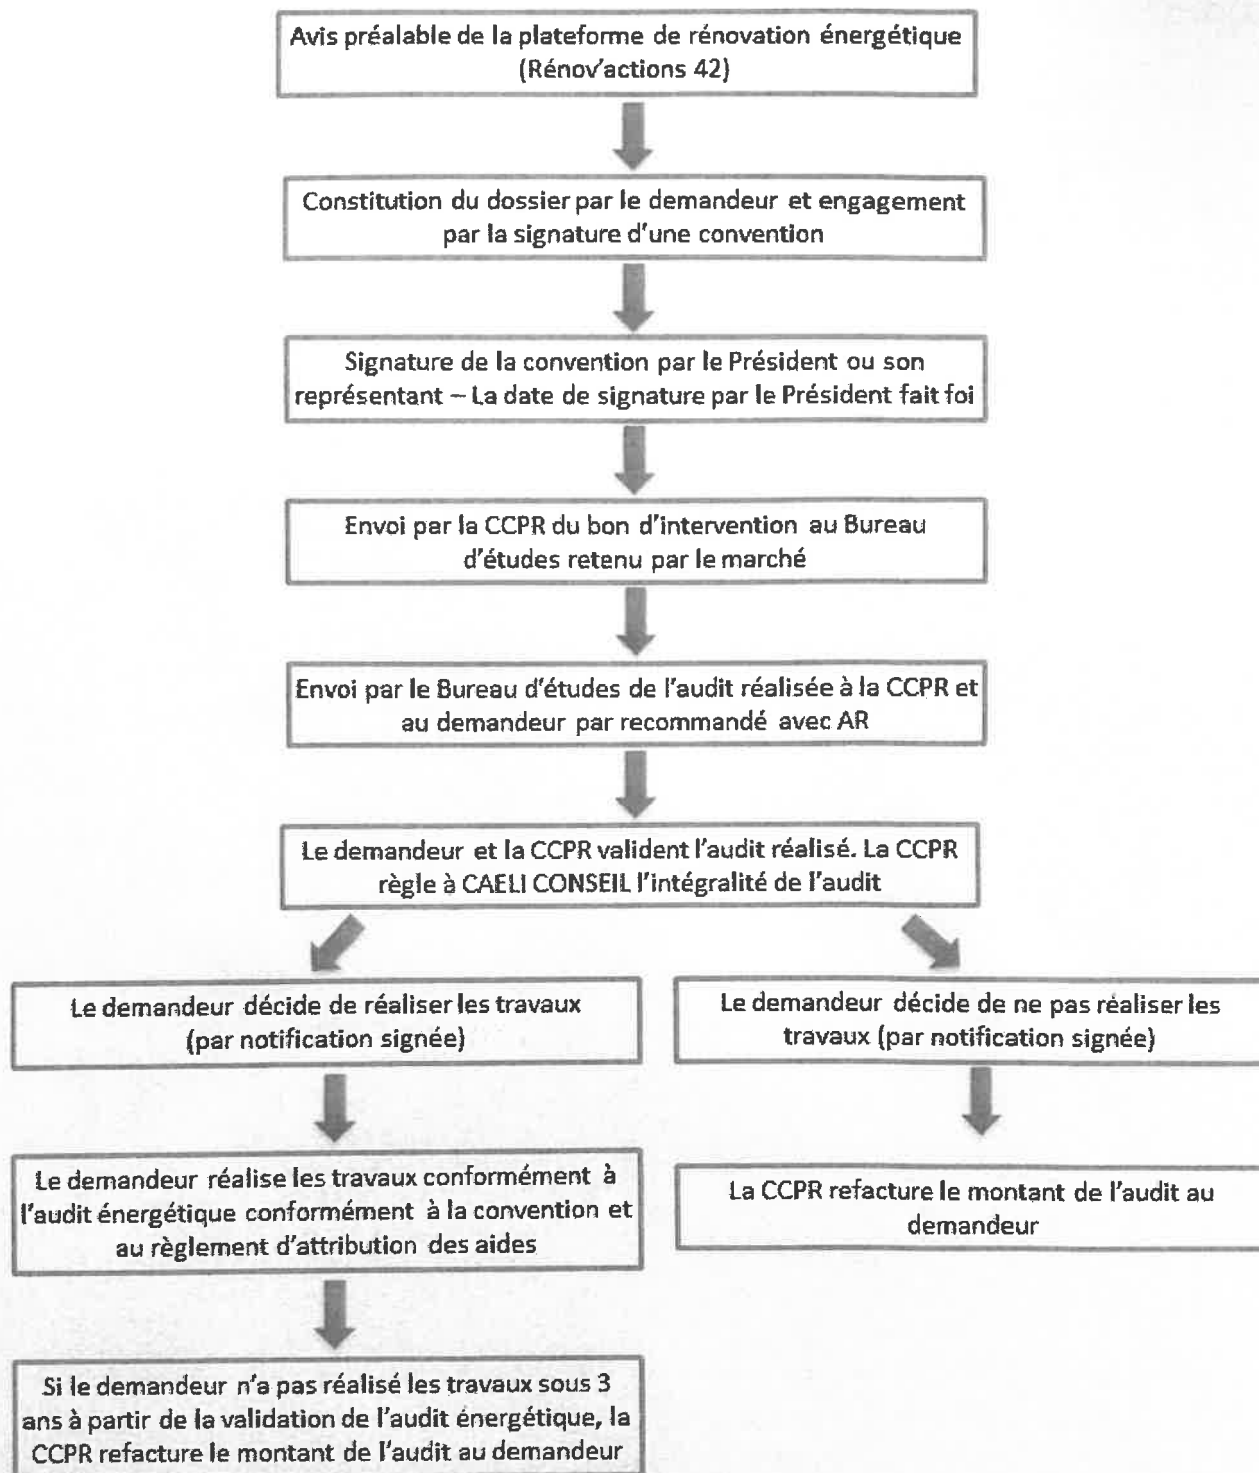 Avis préalable de la plateforme de rénovation énergétique
(Rénov'actions 42)
Constitution du dossier par le demandeur et engagement
par la signature d'une convention
Signature de la convention par le Président ou son
représentant – La date de signature par le Président fait foi
Envoi par la CCPR du bon d'intervention au Bureau
d'études retenu par le marché
Envoi par le Bureau d'études de l'audit réalisée à la CCPR et
au demandeur par recommandé avec AR
Le demandeur et la CCPR valident l'audit réalisé. La CCPR
règle à CAELI CONSEIL l'intégralité de l'audit
Le demandeur décide de réaliser les travaux
(par notification signée)
Le demandeur réalise les travaux conformément à
l'audit énergétique conformément à la convention et
au règlement d'attribution des aides
Si le demandeur n'a pas réalisé les travaux sous 3
ans à partir de la validation de l'audit énergétique, la
CCPR refacture le montant de l'audit au demandeur
Le demandeur décide de ne pas réaliser les
travaux (par notification signée)
La CCPR refacture le montant de l'audit au
demandeur